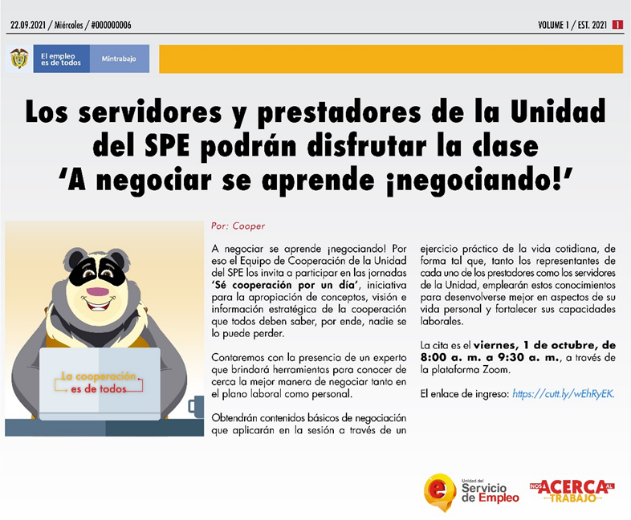 22.09.2021 / Miércoles / #000000006
VOLUME 1 / EST. 2021 1
El empleo
es de todos
Mintrabajo
Los servidores y prestadores de la Unidad
del SPE podrán disfrutar la clase
‘A negociar se aprende ¡negociando!’
Por: Cooper
A negociar se aprende ¡negociando! Por
eso el Equipo de Cooperación de la Unidad
del SPE los invita a participar en las jornadas
‘Sé cooperación por un día’, iniciativa
para la apropiación de conceptos, visión e
información estratégica de la cooperación
que todos deben saber, por ende, nadie se
lo puede perder.
Contaremos con la presencia de un experto
que brindará herramientos para conocer de
cerca la mejor manera de negociar tanto en
el plano laboral como personal.
Obtendrán contenidos básicos de negociación
que aplicarán en la sesión a través de un
ejercicio práctico de la vida cotidiana, de
forma tal que, tanto los representantes de
cada uno de los prestadores como los servidores
de la Unidad, emplearán estos conocimientos
para desenvolverse mejor en aspectos de su
vida personal y fortalecer sus capacidades
laborales.
La cita es el viernes, 1 de octubre, de
8:00 a. m. a 9:30 a. m., a través de
la plataforma Zoom.
El enlace de ingreso: https://cutt.ly/wEhRyEK.
La cooperación
es de todos
Unidad del
Servicio
de Empleo
NOS ACERCA AL
TRABAJO